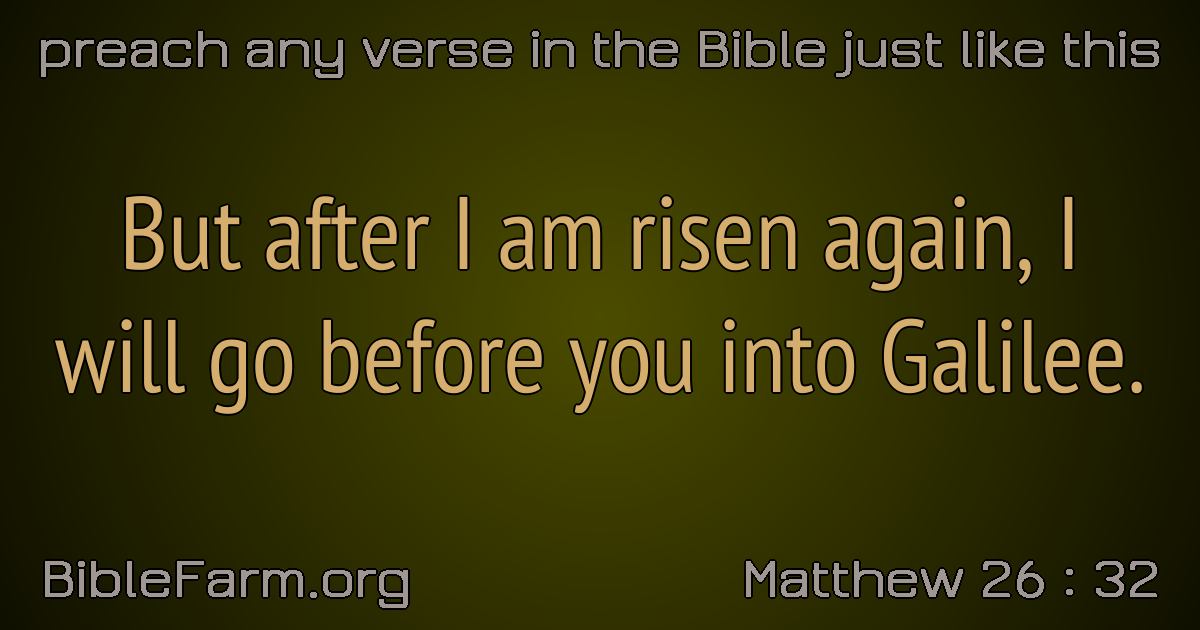 preach any verse in the Bible just like this
But after I am risen again, I
will go before you into Galilee.
BibleFarm.org
Matthew 26 : 32